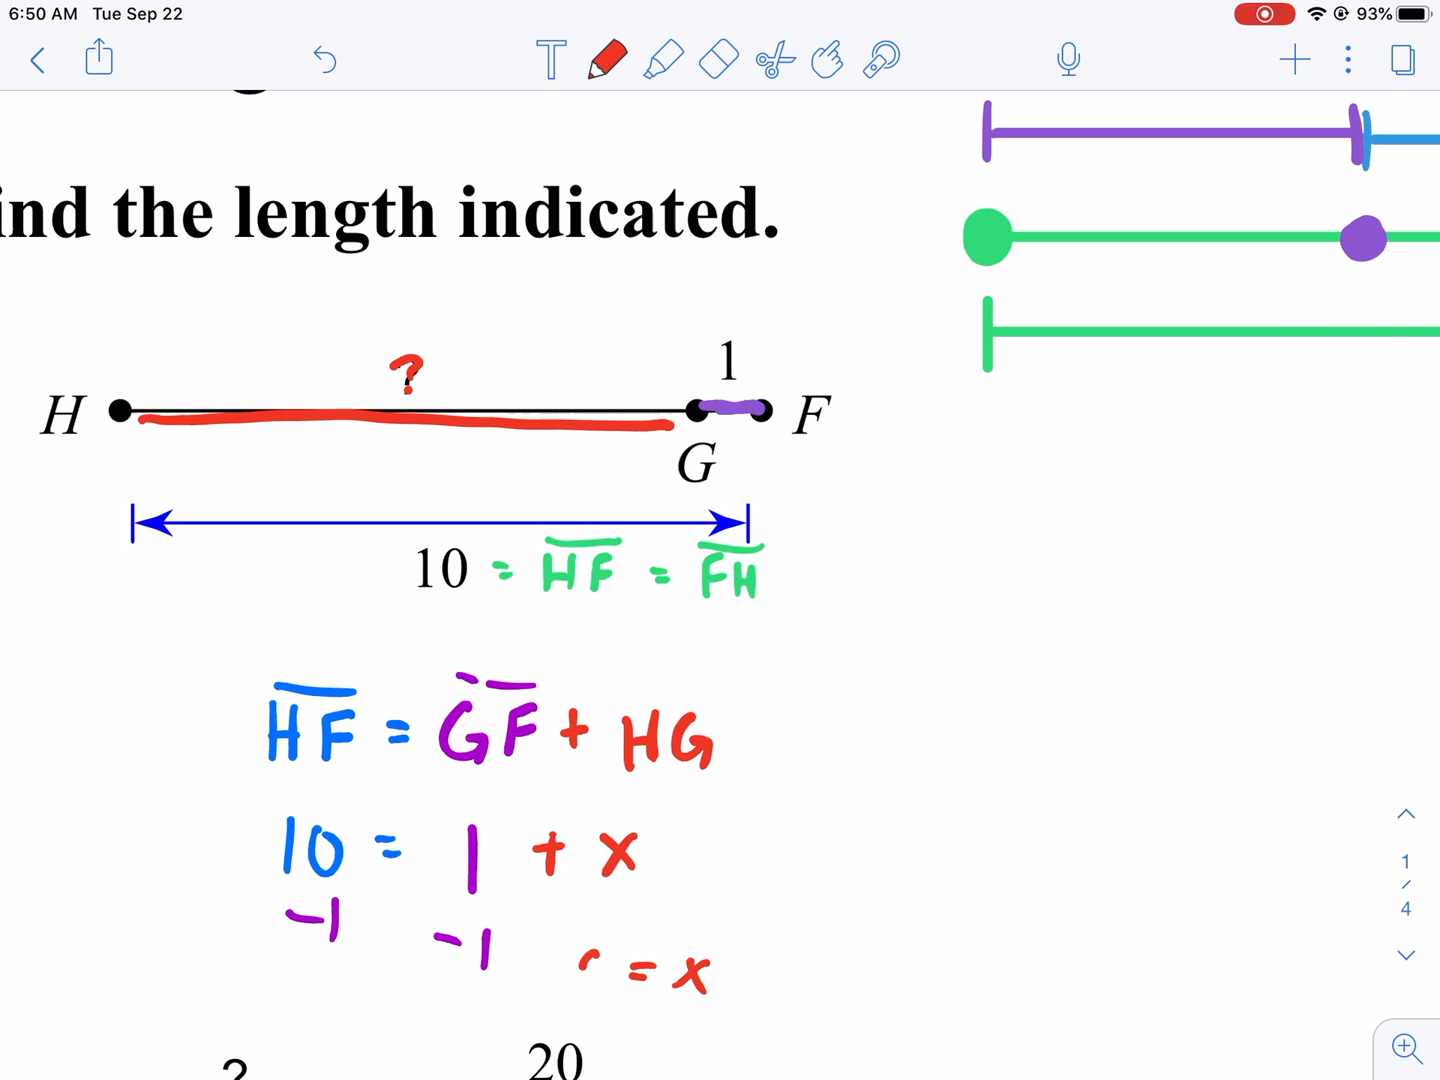 6:50 AM Tue Sep 22 93%
T
ind the length indicated.
?
1
H F
G
10 = HF = FH
HF = GF + HG
10 = 1 + x
-1 -1
= x
1
/
4
? 20